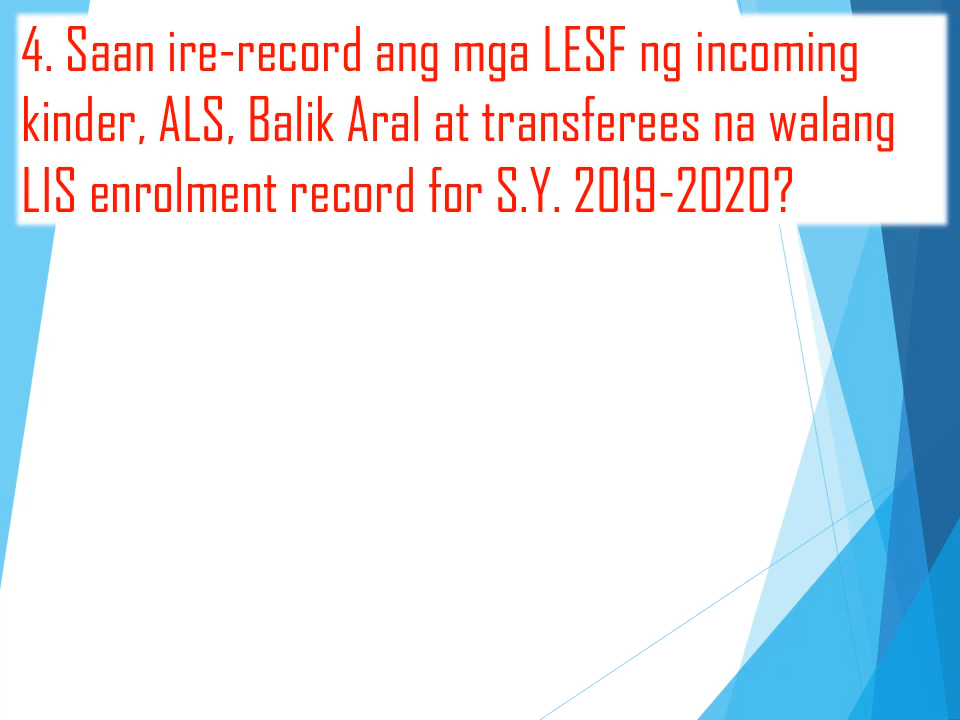 4. Saan ire-record ang mga LESF ng incoming
kinder, ALS, Balik Aral at transferees na walang
LIS enrolment record for S.Y. 2019-2020?